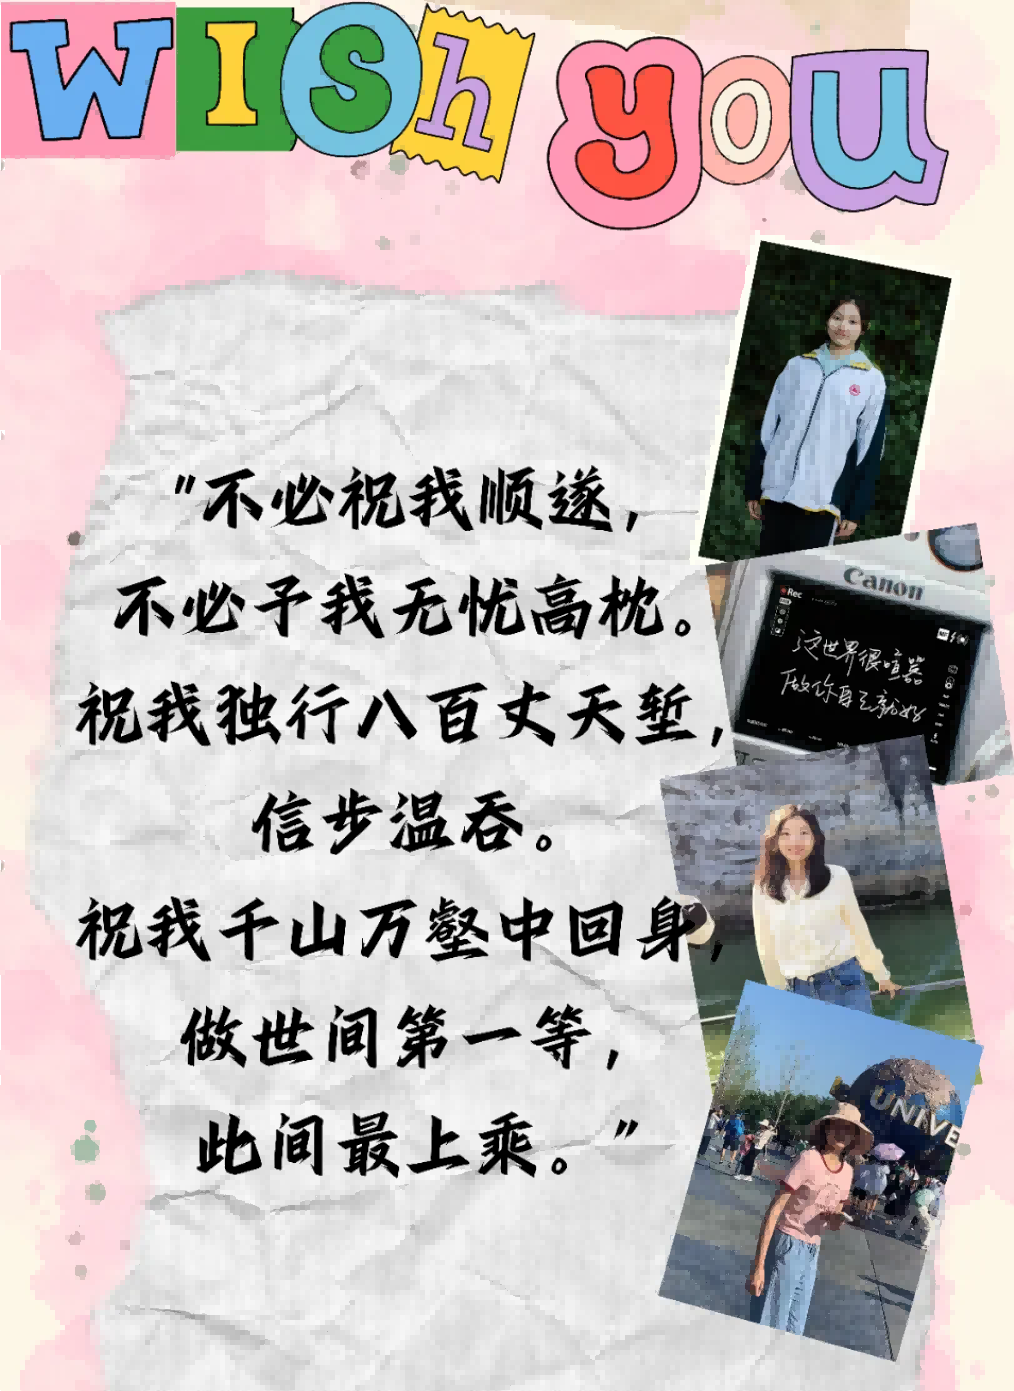 WISh you
"不必祝我顺遂，
不必予我无忧高枕。
祝我独行八百丈天堑，
信步温吞。
祝我千山万壑中回身，
做世间第一等，
此间最上乘。"
Canon
Rec
这世界很喧嚣
做你自己就好
UNIVE